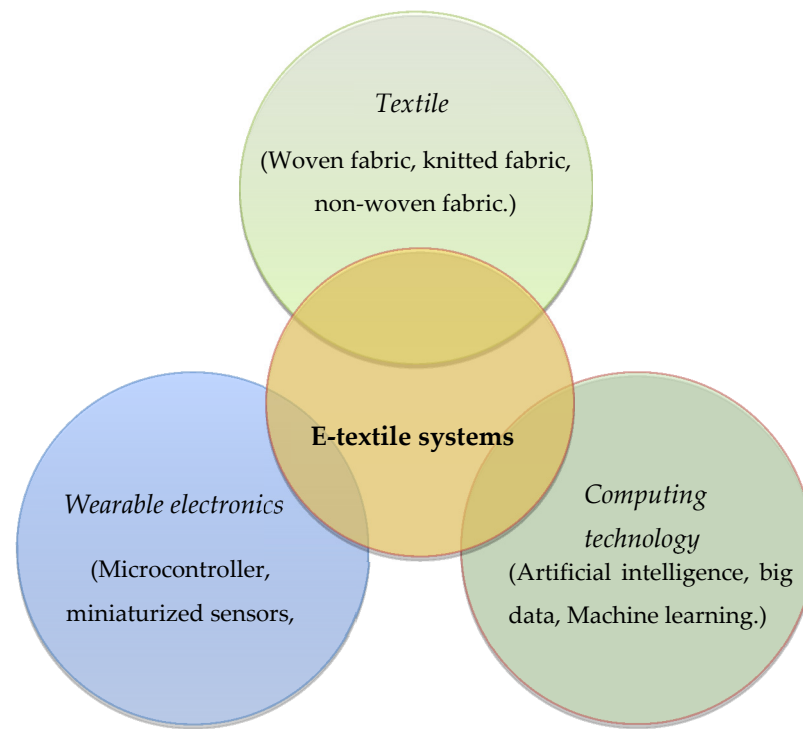 Textile
(Woven fabric, knitted fabric,
non-woven fabric.)
E-textile systems
Wearable electronics
(Microcontroller,
miniaturized sensors,
Computing
technology
(Artificial intelligence, big
data, Machine learning.)